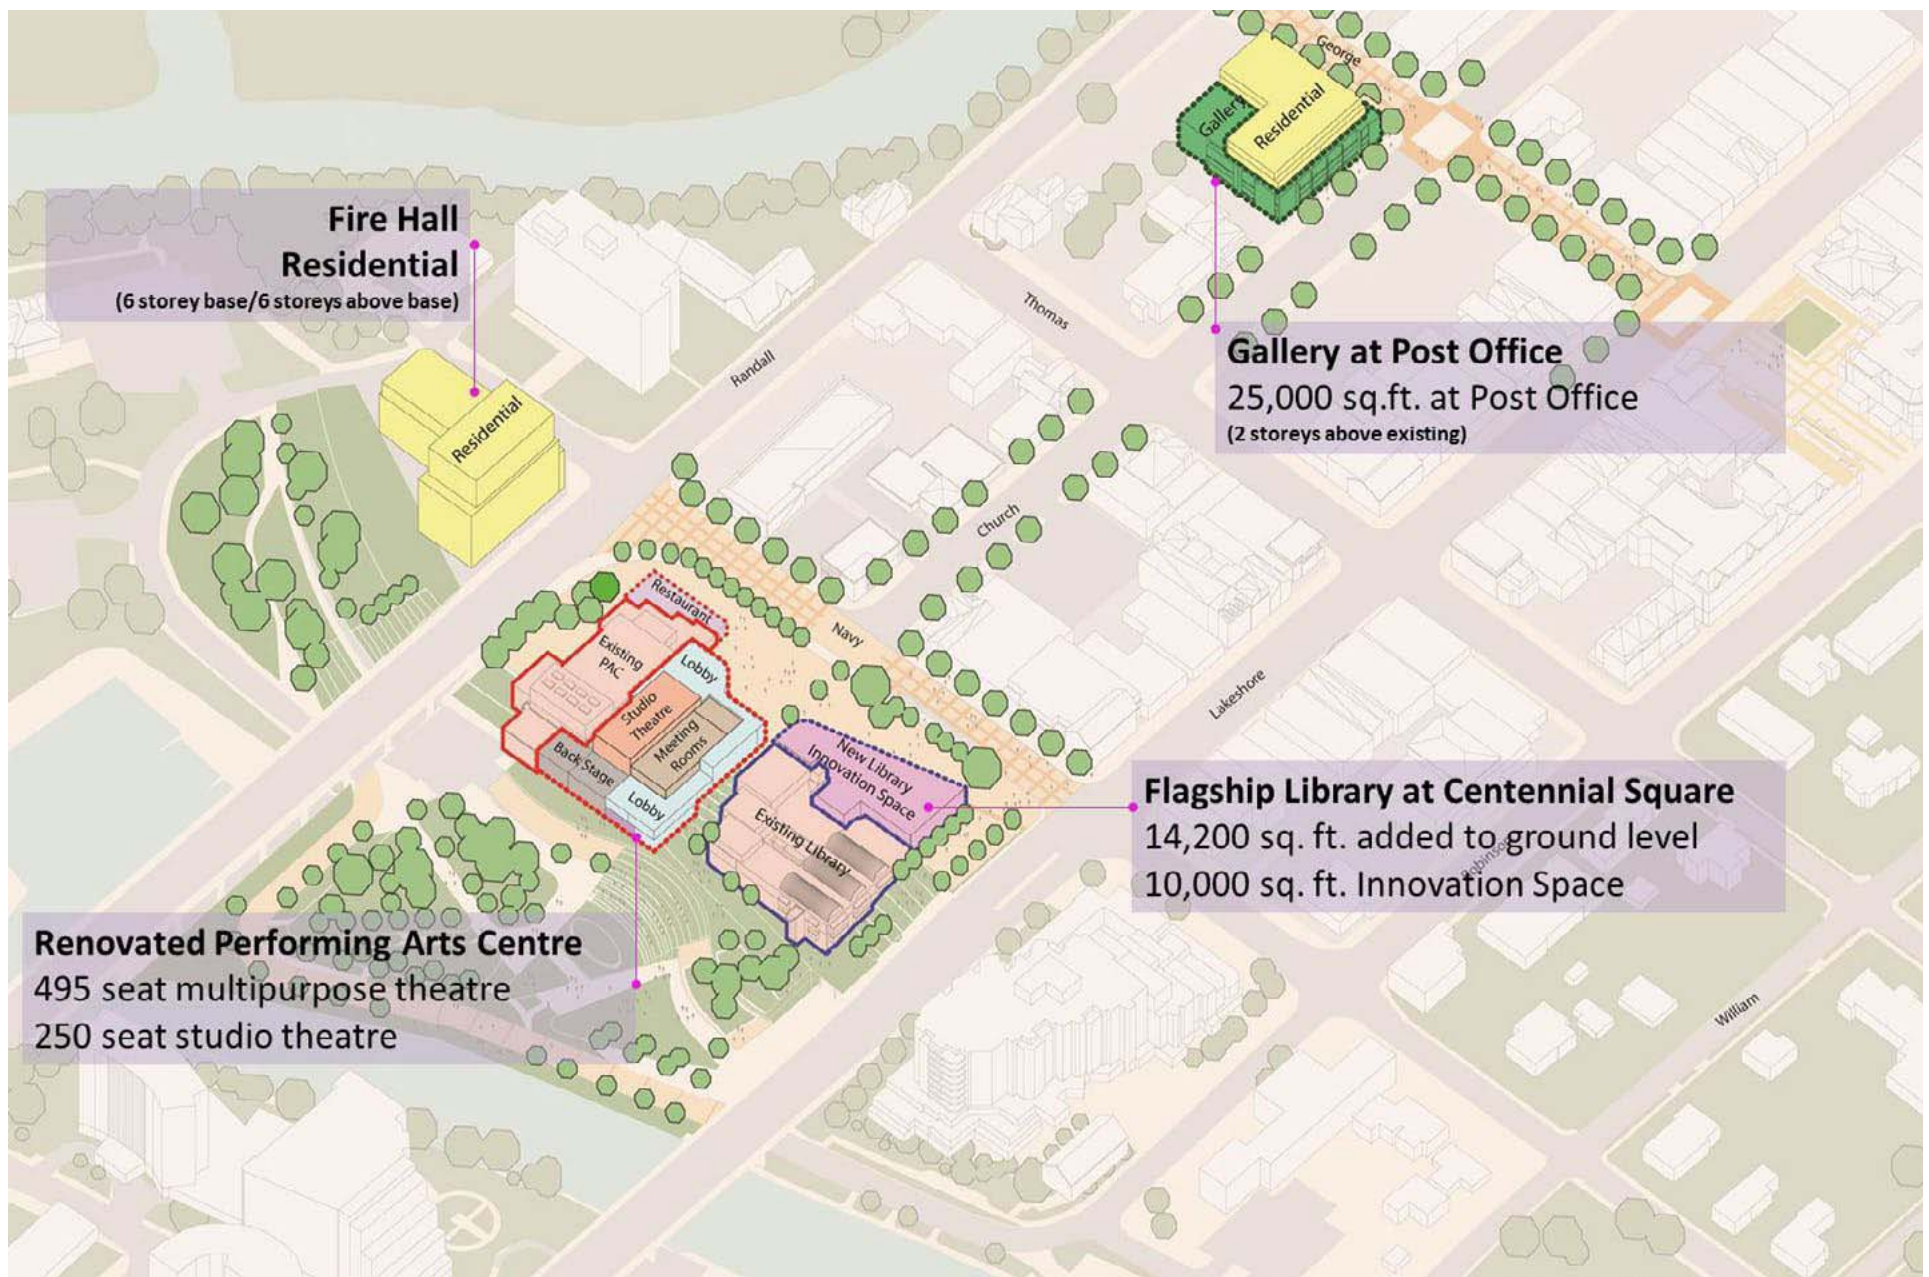 George
Gallery
Residential
Fire Hall
Residential
(6 storey base/6 storeys above base)
Thomas
Randall
Gallery at Post Office
25,000 sq.ft. at Post Office
(2 storeys above existing)
Residential
Church
Restaurant
Navy
Existing
PAC
Lobby
Studio
Theatre
Meeting
Rooms
Back Stage
Lobby
Lakeshore
New Library
Innovation Space
Existing Library
Flagship Library at Centennial Square
14,200 sq. ft. added to ground level
10,000 sq. ft. Innovation Space
Robinson
Renovated Performing Arts Centre
495 seat multipurpose theatre
250 seat studio theatre
William